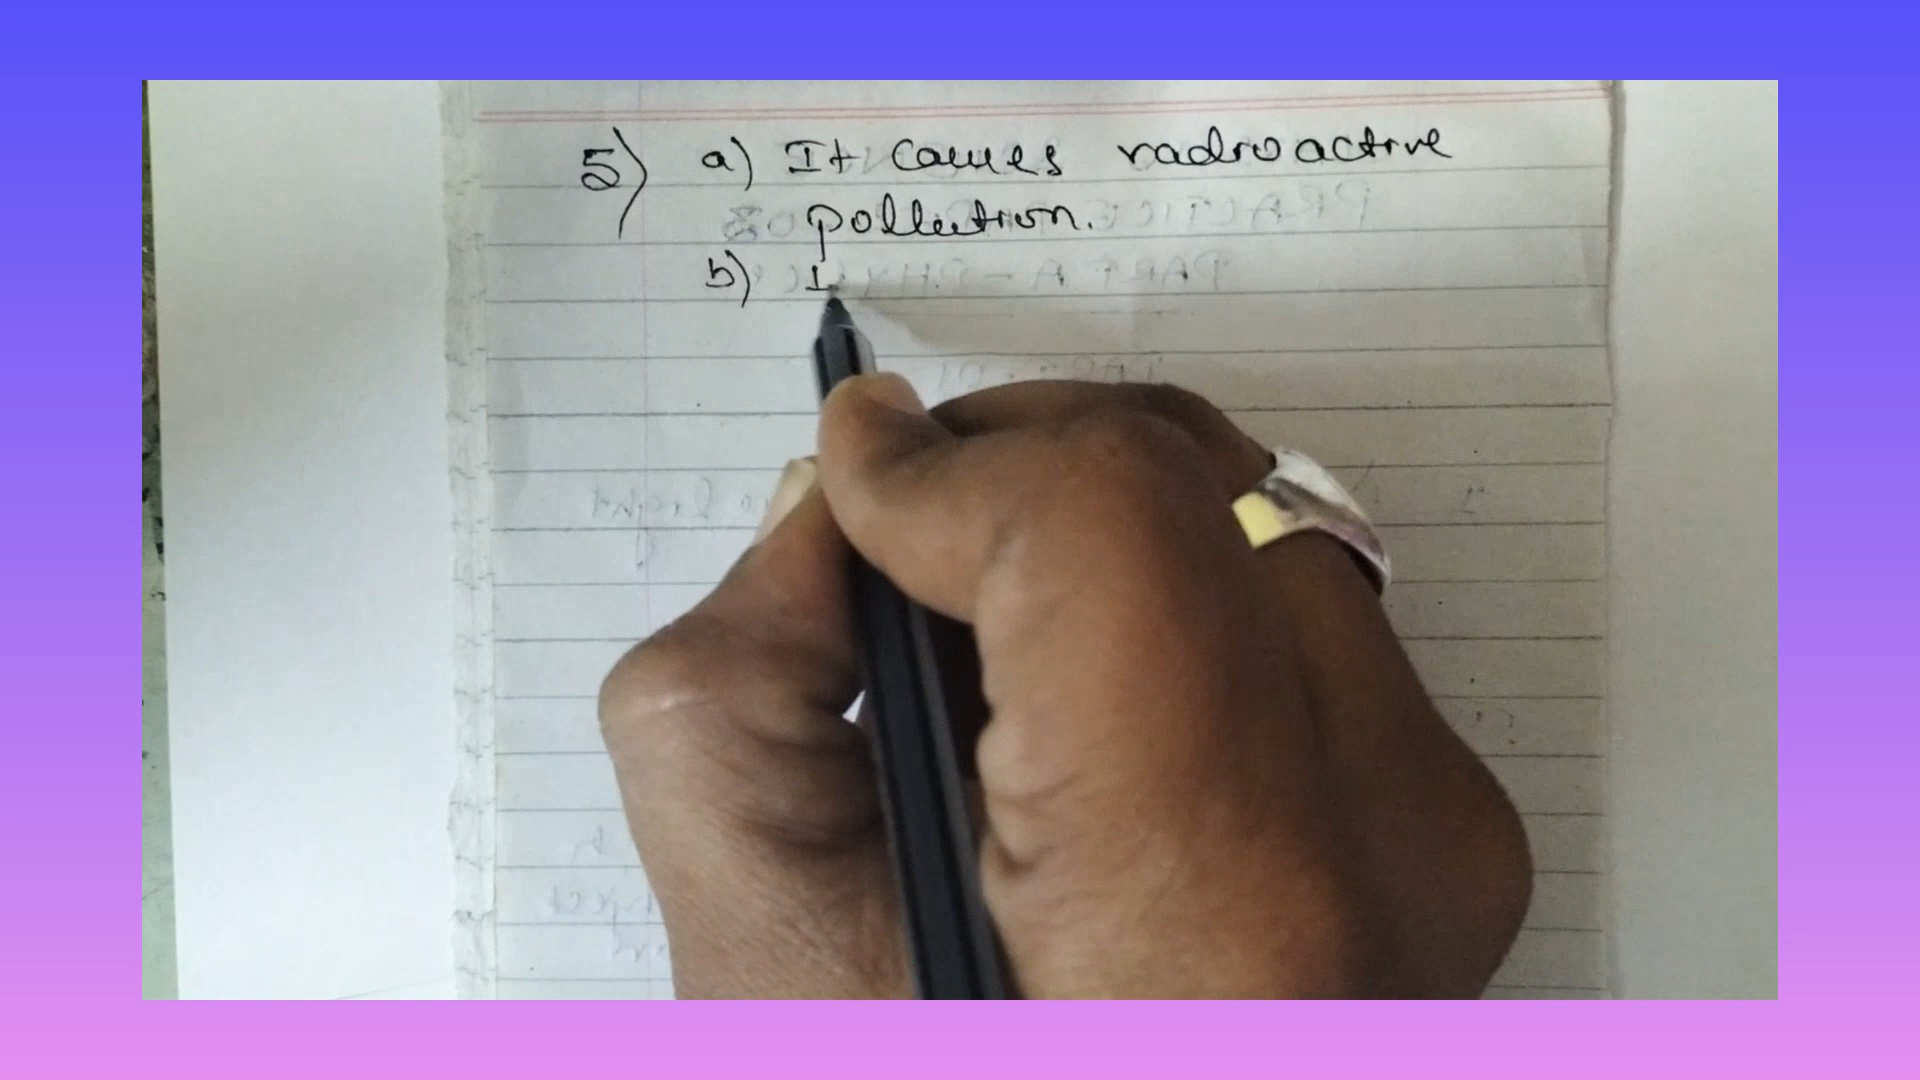 5) a) It causes radioactive
pollution.
b) I